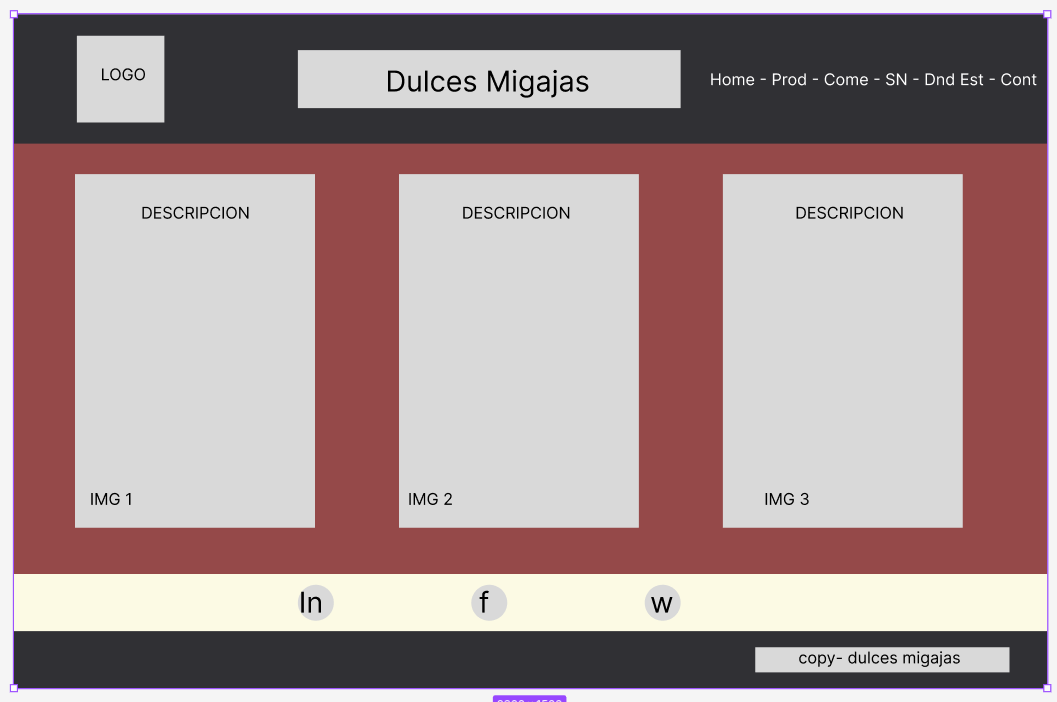 LOGO
Dulces Migajas
Home - Prod - Come - SN - Dnd Est - Cont
DESCRIPCION
DESCRIPCION
DESCRIPCION
IMG 1
IMG 2
IMG 3
In
f
w
copy- dulces migajas